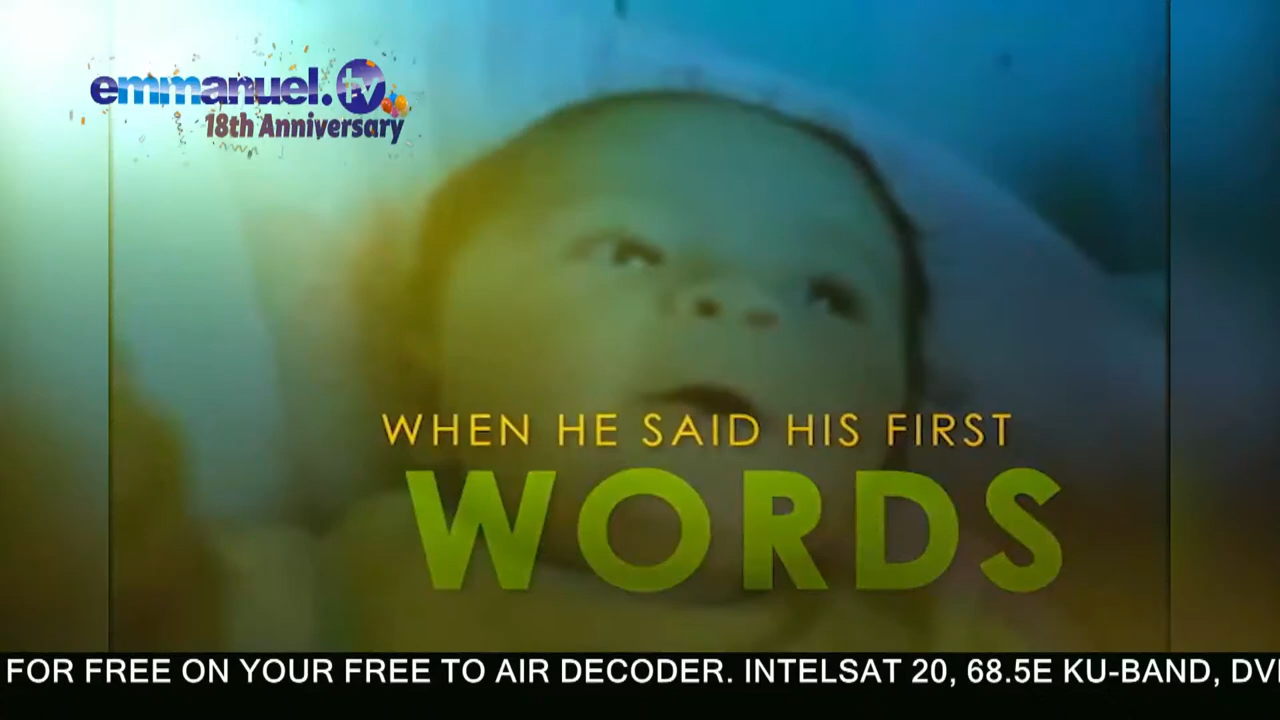 emmanuel.tv
18th Anniversary
WHEN HE SAID HIS FIRST
WORDS
FOR FREE ON YOUR FREE TO AIR DECODER. INTELSAT 20, 68.5E KU-BAND, DV